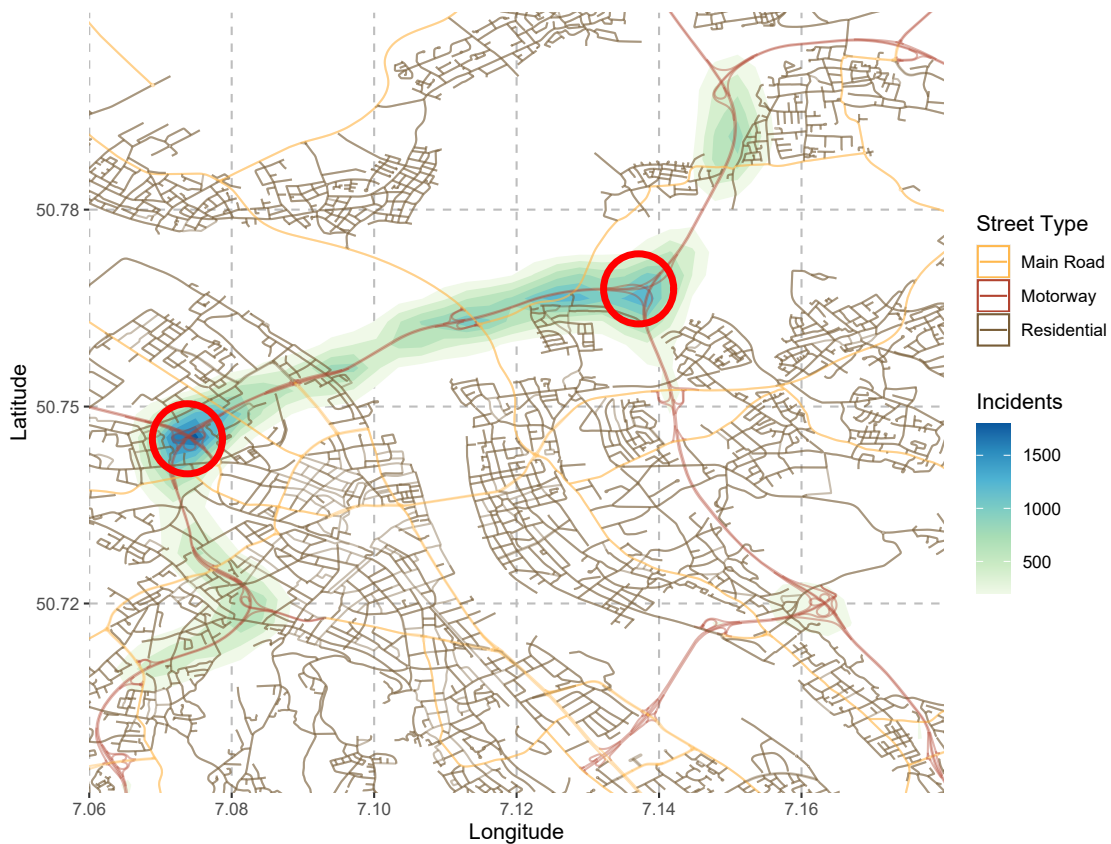 50.78
50.75
50.72
7.06
7.08
7.10
7.12
7.14
7.16
Longitude
Latitude
Street Type
Main Road
Motorway
Residential
Incidents
1500
1000
500